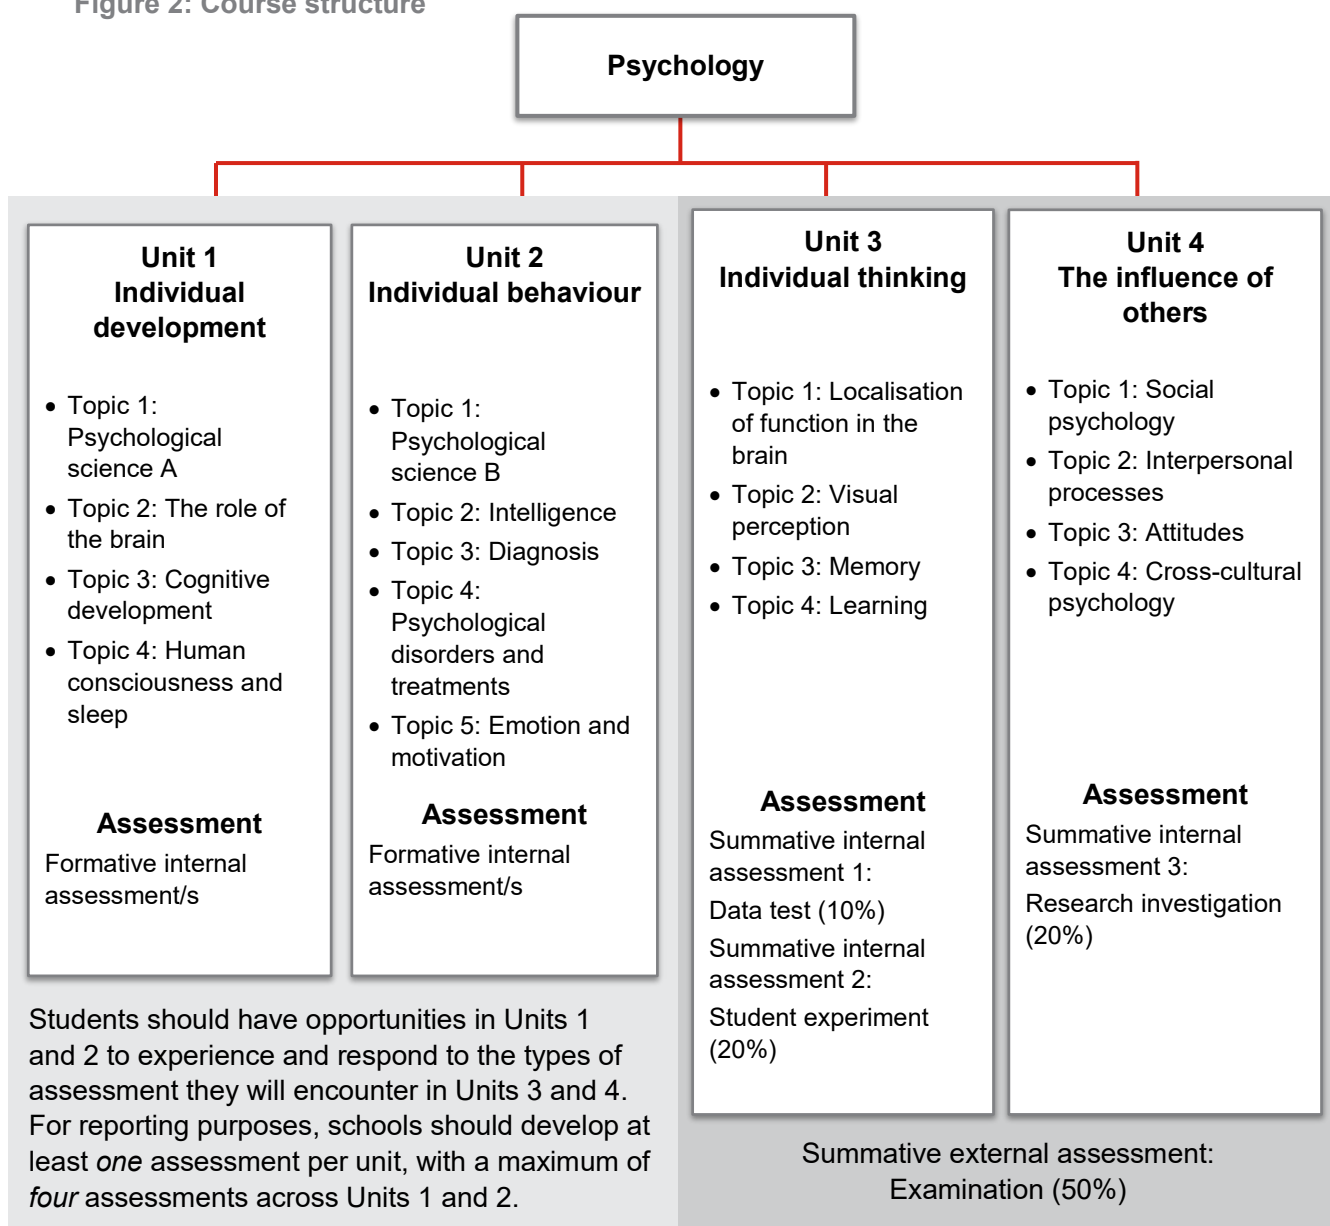 Figure 2: Course structure
Psychology
Unit 1
Individual
development
• Topic 1:
Psychological
science A
• Topic 2: The role of
the brain
• Topic 3: Cognitive
development
• Topic 4: Human
consciousness and
sleep
Assessment
Formative internal
assessment/s
Unit 2
Individual behaviour
• Topic 1:
Psychological
science B
• Topic 2: Intelligence
• Topic 3: Diagnosis
• Topic 4:
Psychological
disorders and
treatments
• Topic 5: Emotion and
motivation
Assessment
Formative internal
assessment/s
Students should have opportunities in Units 1
and 2 to experience and respond to the types of
assessment they will encounter in Units 3 and 4.
For reporting purposes, schools should develop at
least one assessment per unit, with a maximum of
four assessments across Units 1 and 2.
Unit 3
Individual thinking
• Topic 1: Localisation
of function in the
brain
• Topic 2: Visual
perception
• Topic 3: Memory
• Topic 4: Learning
Assessment
Summative internal
assessment 1:
Data test (10%)
Summative internal
assessment 2:
Student experiment
(20%)
Unit 4
The influence of
others
• Topic 1: Social
psychology
• Topic 2: Interpersonal
processes
• Topic 3: Attitudes
• Topic 4: Cross-cultural
psychology
Assessment
Summative internal
assessment 3:
Research investigation
(20%)
Summative external assessment:
Examination (50%)